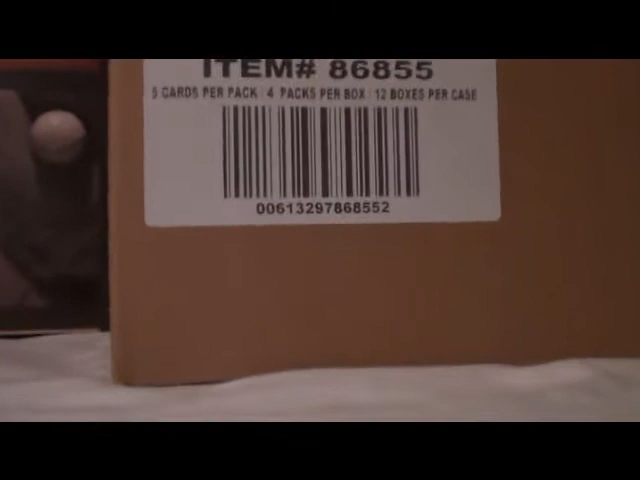 ITEM# 86855
5 CARDS PER PACK / 4 PACKS PER BOX / 12 BOXES PER CASE
00613297868552